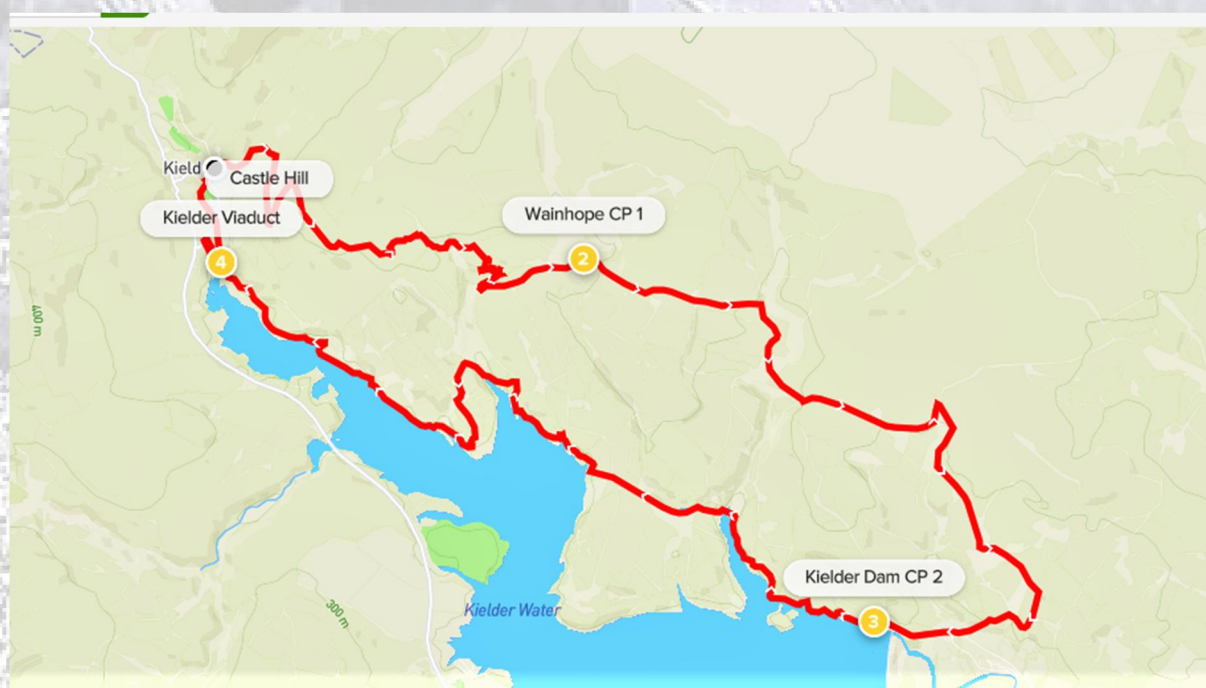 Kield
Castle Hill
Kielder Viaduct
Wainhope CP 1
2
4
400 m
Kielder Dam CP 2
300 m
Kielder Water
3